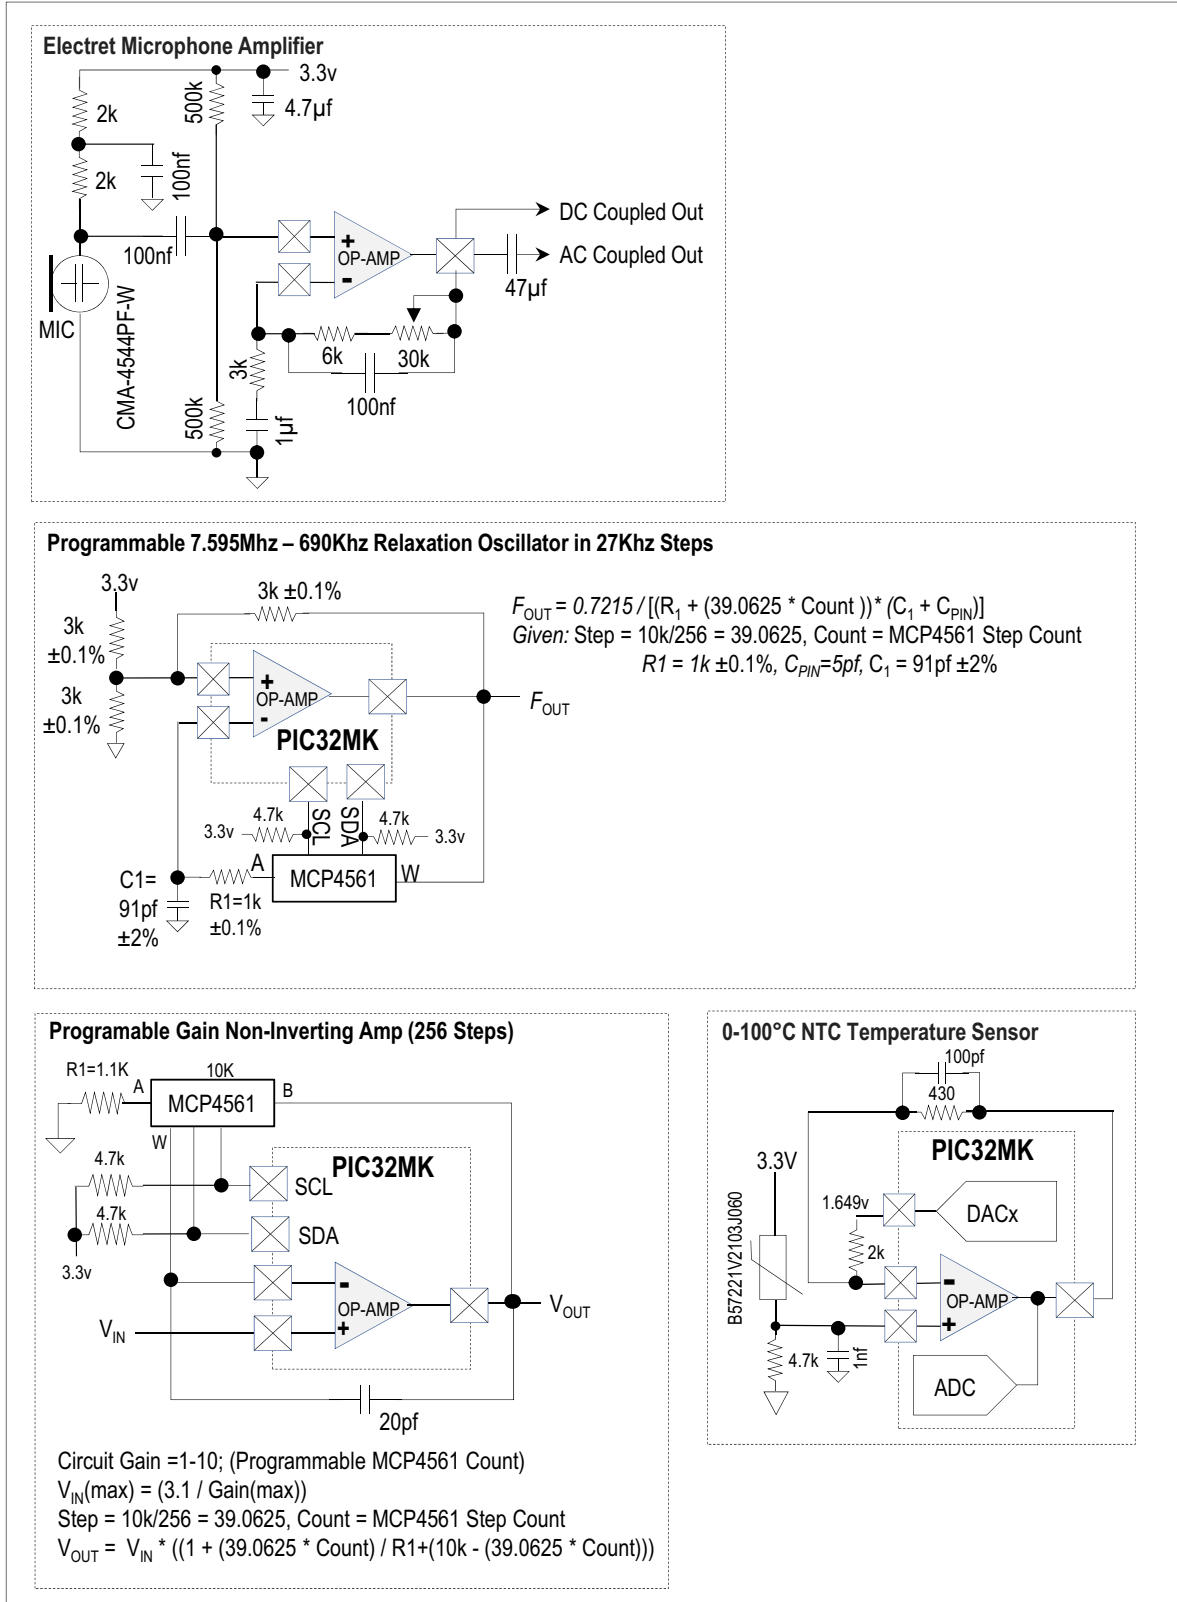 Electret Microphone Amplifier
3.3v
2k
500k
4.7µf
100nf
2k
DC Coupled Out
+
OP-AMP
-
AC Coupled Out
100nf
47µf
MIC
CMA-4544PF-W
6k
30k
3k
100nf
500k
1µf
Programmable 7.595Mhz – 690Khz Relaxation Oscillator in 27Khz Steps
3.3v
3k ±0.1%
F_OUT = 0.7215 / [(R1 + (39.0625 * Count ))* (C1 + CPIN)]
Given: Step = 10k/256 = 39.0625, Count = MCP4561 Step Count
R1 = 1k ±0.1%, CPIN=5pf, C1 = 91pf ±2%
3k
±0.1%
+
OP-AMP
-
3k
±0.1%
FOUT
PIC32MK
SCL
SDA
4.7k
4.7k
3.3v
3.3v
A
MCP4561
W
C1=
91pf
±2%
R1=1k
±0.1%
Programable Gain Non-Inverting Amp (256 Steps)
R1=1.1K
10K
A
MCP4561
B
W
PIC32MK
4.7k
SCL
4.7k
SDA
3.3v
-
OP-AMP
+
VIN
VOUT
20pf
Circuit Gain =1-10; (Programmable MCP4561 Count)
VIN(max) = (3.1 / Gain(max))
Step = 10k/256 = 39.0625, Count = MCP4561 Step Count
VOUT = VIN * ((1 + (39.0625 * Count) / R1+(10k - (39.0625 * Count)))
0-100°C NTC Temperature Sensor
100pf
430
PIC32MK
3.3V
1.649v
DACx
B57221V2103J060
2k
-
OP-AMP
+
4.7k
1nf
ADC